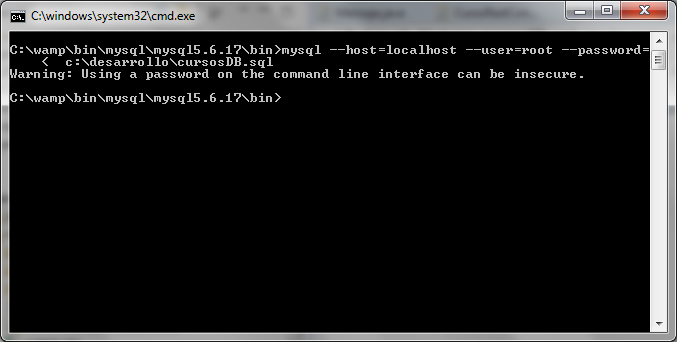 C:\windows\system32\cmd.exe
C:\wamp\bin\mysql\mysql5.6.17\bin>mysql --host=localhost --user=root --password=
< c:\desarrollo\cursosDB.sql
Warning: Using a password on the command line interface can be insecure.
C:\wamp\bin\mysql\mysql5.6.17\bin>